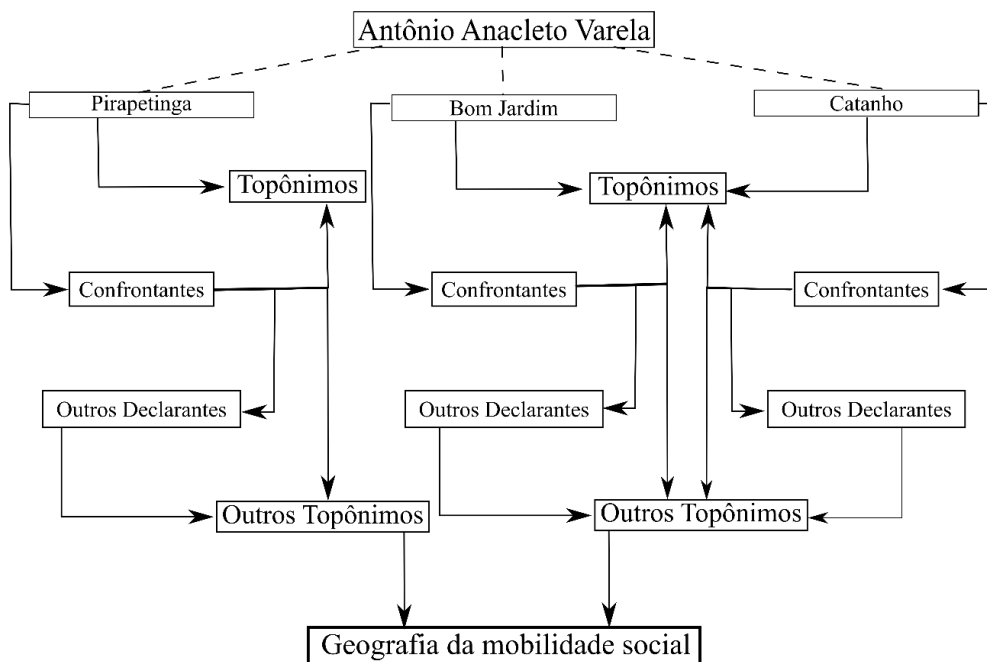 Antônio Anacleto Varela
Pirapetinga
Bom Jardim
Catanho
Topônimos
Topônimos
Confrontantes
Confrontantes
Confrontantes
Outros Declarantes
Outros Declarantes
Outros Declarantes
Outros Topônimos
Outros Topônimos
Geografia da mobilidade social